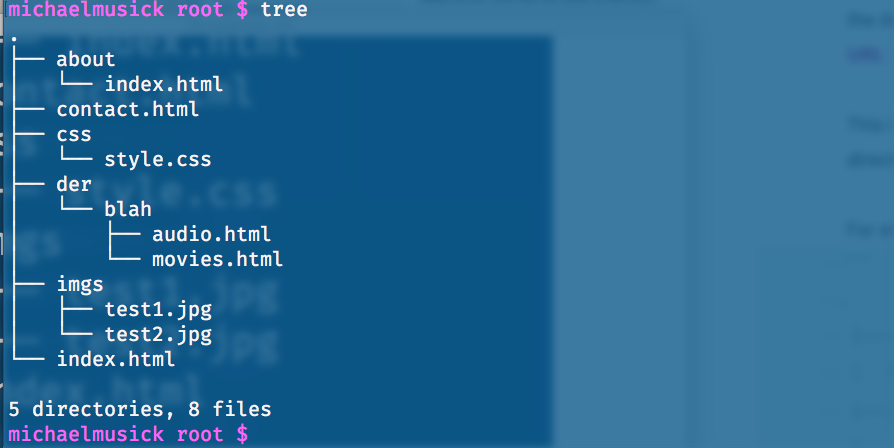 michaelmusick root $ tree
.
├── about
│   └── index.html
├── contact.html
├── css
│   └── style.css
├── der
│   └── blah
│       ├── audio.html
│       └── movies.html
├── imgs
│   ├── test1.jpg
│   └── test2.jpg
└── index.html
5 directories, 8 files
michaelmusick root $